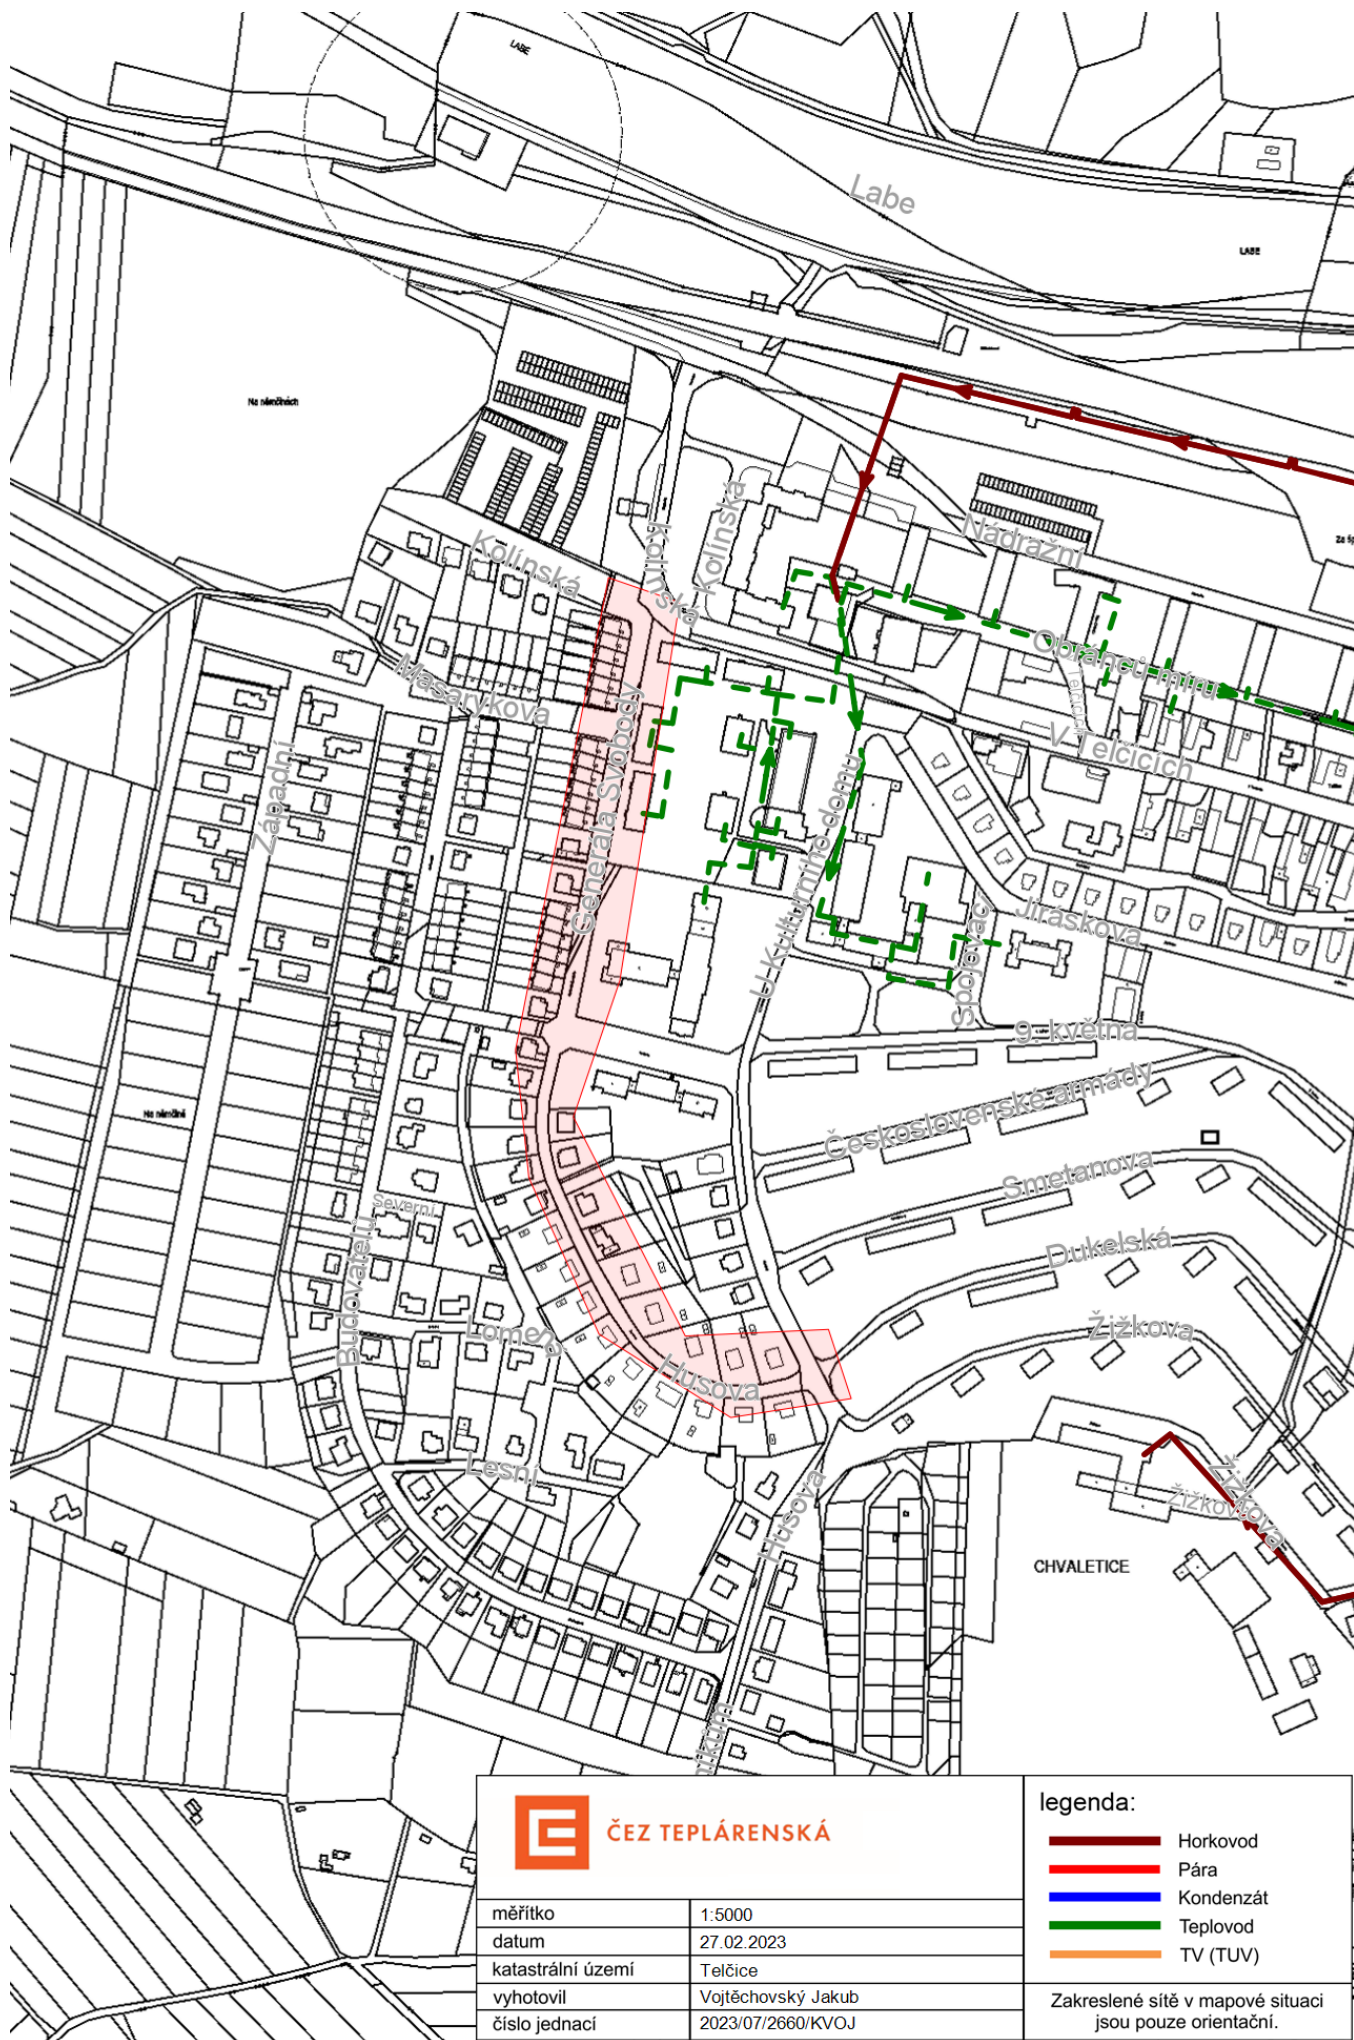 LABE
Labe
LABE
Na němčinách
Kolínská
Kolínská
Kolínská
Nádražní
Obránců míru
Telčická
V Telčicích
Masarykova
Generála Svobody
Západní
U Kulturního domu
Jiráskova
Spojovací
9. května
Československé armády
Na němčině
Smetanova
Severní
Dukelská
Budovatelů
Lomená
Žižkova
Husova
Lesní
Husova
Žižkova
Žižkova
CHVALETICE
ČEZ TEPLÁRENSKÁ
měřítko 1:5000
datum 27.02.2023
katastrální území Telčice
vyhotovil Vojtěchovský Jakub
číslo jednací 2023/07/2660/KVOJ
legenda:
Horkovod
Pára
Kondenzát
Teplovod
TV (TUV)
Zakreslené sítě v mapové situaci
jsou pouze orientační.